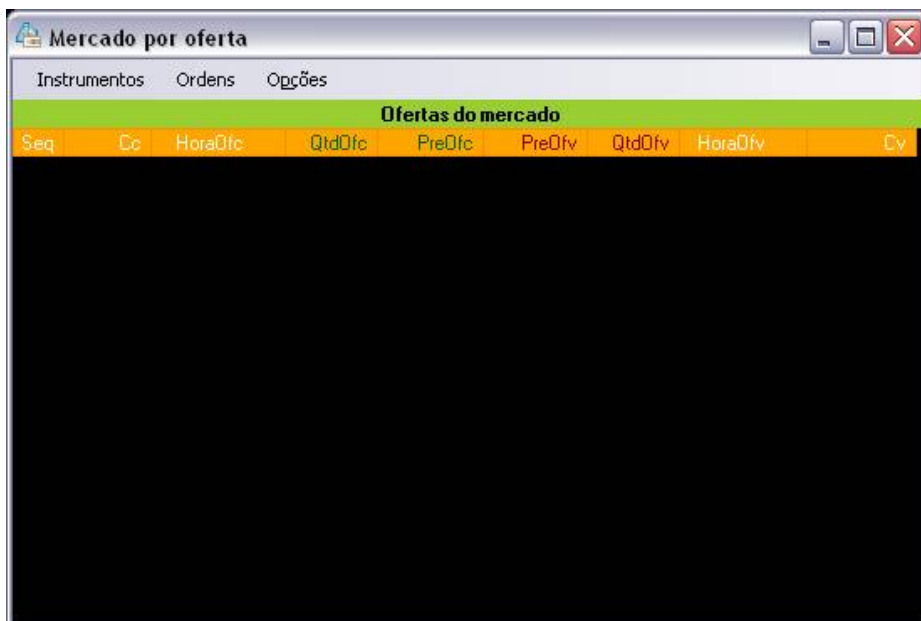 Mercado por oferta
Instrumentos Ordens Opções
Ofertas do mercado
Seq Cc HoraOfc QtdOfc PreOfc PreOfv QtdOfv HoraOfv Cv